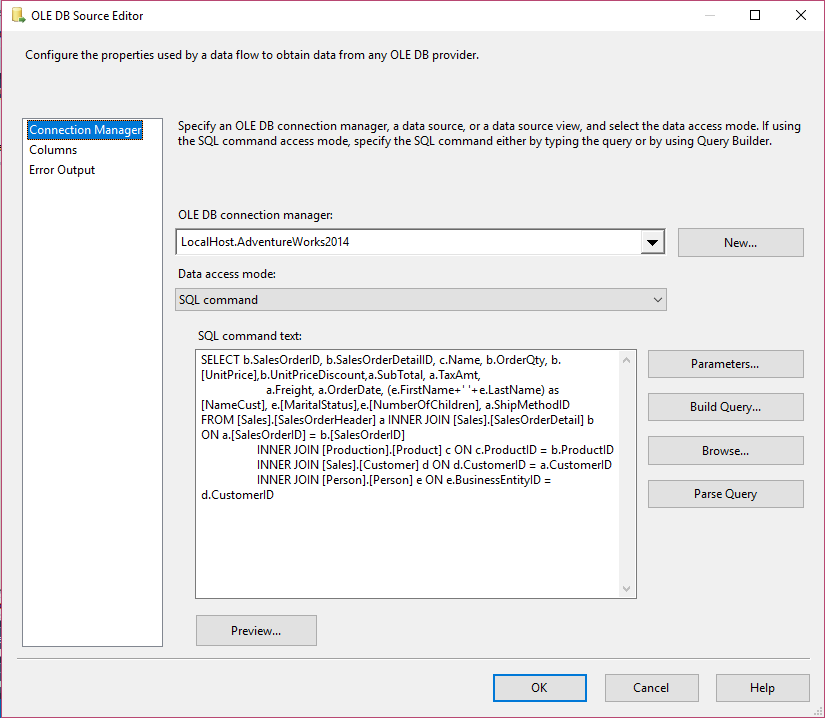 OLE DB Source Editor
Configure the properties used by a data flow to obtain data from any OLE DB provider.
Connection Manager
Columns
Error Output
Specify an OLE DB connection manager, a data source, or a data source view, and select the data access mode. If using
the SQL command access mode, specify the SQL command either by typing the query or by using Query Builder.
OLE DB connection manager:
LocalHost.AdventureWorks2014
New...
Data access mode:
SQL command
SQL command text:
SELECT b.SalesOrderID, b.SalesOrderDetailID, c.Name, b.OrderQty, b.
[UnitPrice],b.UnitPriceDiscount,a.SubTotal, a.TaxAmt,
a.Freight, a.OrderDate, (e.FirstName+' '+e.LastName) as
[NameCust], e.[MaritalStatus],e.[NumberOfChildren], a.ShipMethodID
FROM [Sales].[SalesOrderHeader] a INNER JOIN [Sales].[SalesOrderDetail] b
ON a.[SalesOrderID] = b.[SalesOrderID]
INNER JOIN [Production].[Product] c ON c.ProductID = b.ProductID
INNER JOIN [Sales].[Customer] d ON d.CustomerID = a.CustomerID
INNER JOIN [Person].[Person] e ON e.BusinessEntityID =
d.CustomerID
Parameters...
Build Query...
Browse...
Parse Query
Preview...
OK
Cancel
Help